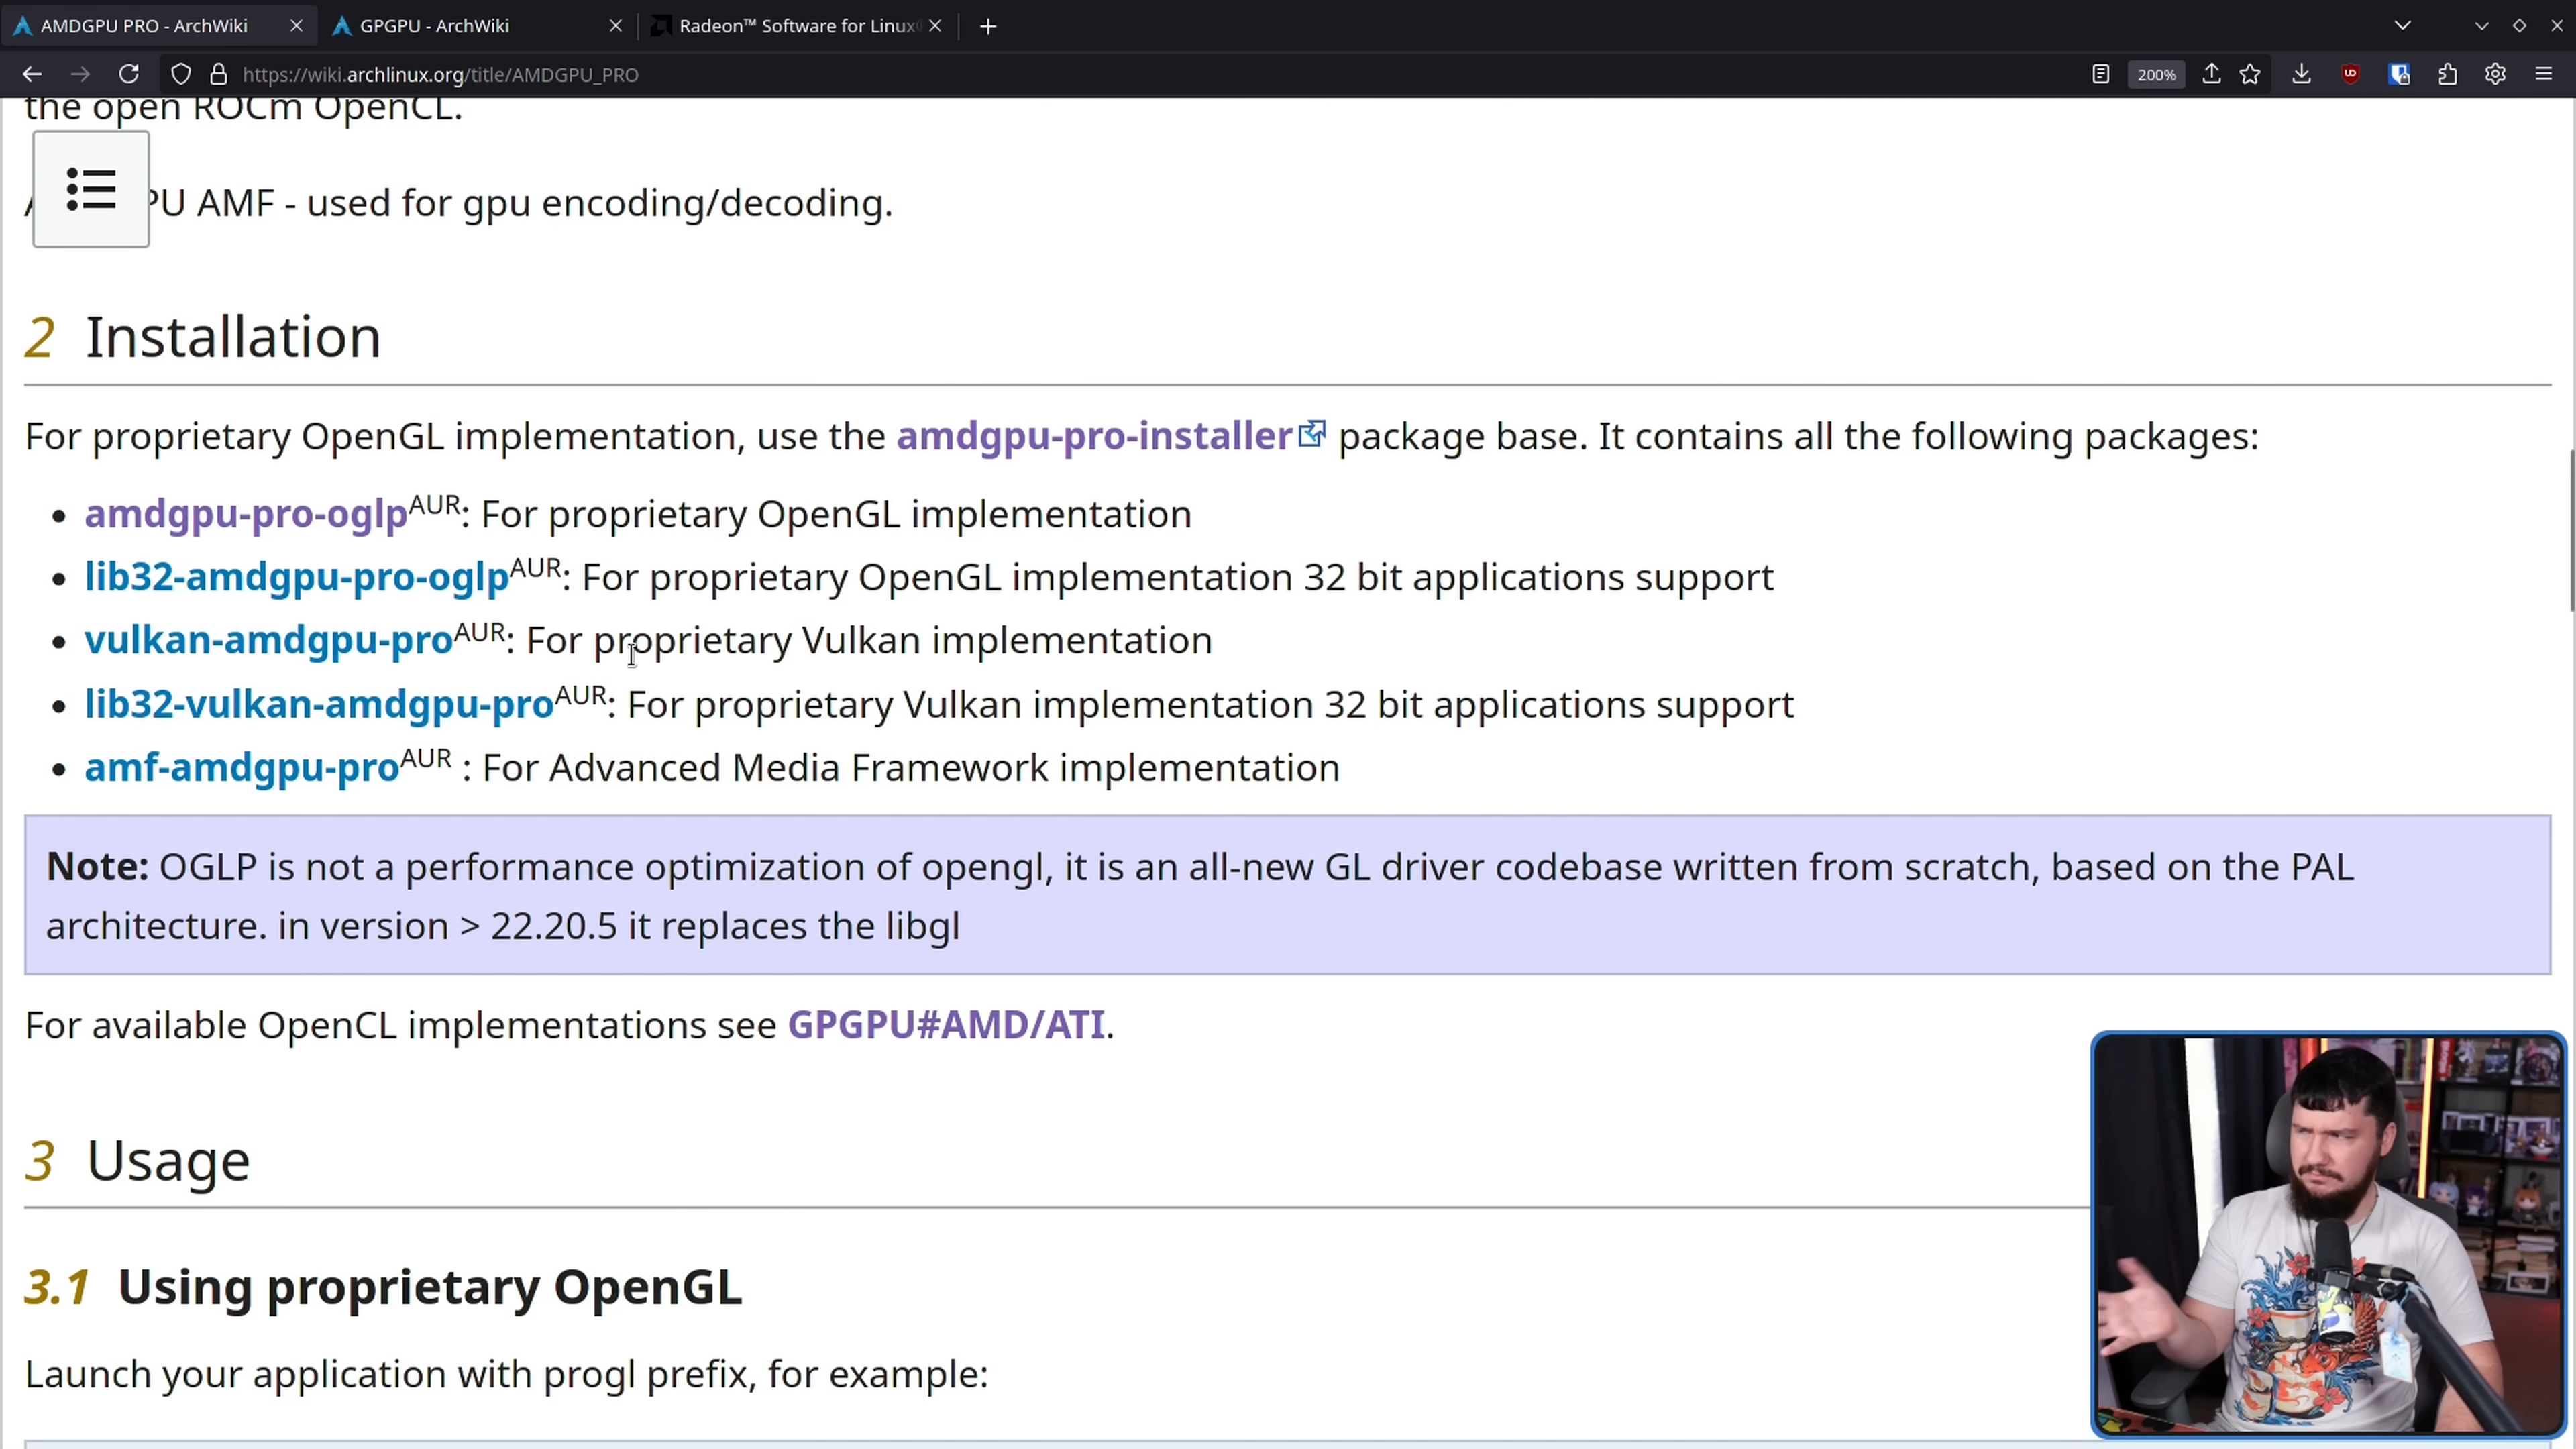 AMDGPU PRO - ArchWiki
GPGPU - ArchWiki
Radeon™ Software for Linux
https://wiki.archlinux.org/title/AMDGPU_PRO
200%
the open ROCm OpenCL.
PU AMF - used for gpu encoding/decoding.
2 Installation
For proprietary OpenGL implementation, use the amdgpu-pro-installer package base. It contains all the following packages:
• amdgpu-pro-oglpAUR: For proprietary OpenGL implementation
• lib32-amdgpu-pro-oglpAUR: For proprietary OpenGL implementation 32 bit applications support
• vulkan-amdgpu-proAUR: For proprietary Vulkan implementation
• lib32-vulkan-amdgpu-proAUR: For proprietary Vulkan implementation 32 bit applications support
• amf-amdgpu-proAUR : For Advanced Media Framework implementation
Note: OGLP is not a performance optimization of opengl, it is an all-new GL driver codebase written from scratch, based on the PAL
architecture. in version > 22.20.5 it replaces the libgl
For available OpenCL implementations see GPGPU#AMD/ATI.
3 Usage
3.1 Using proprietary OpenGL
Launch your application with progl prefix, for example: